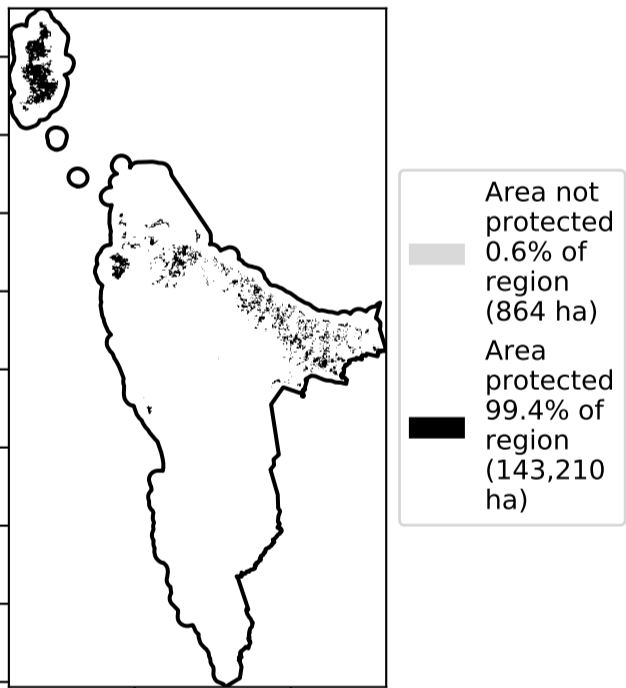 Area not
protected
0.6% of
region
(864 ha)
Area
protected
99.4% of
region
(143,210
ha)